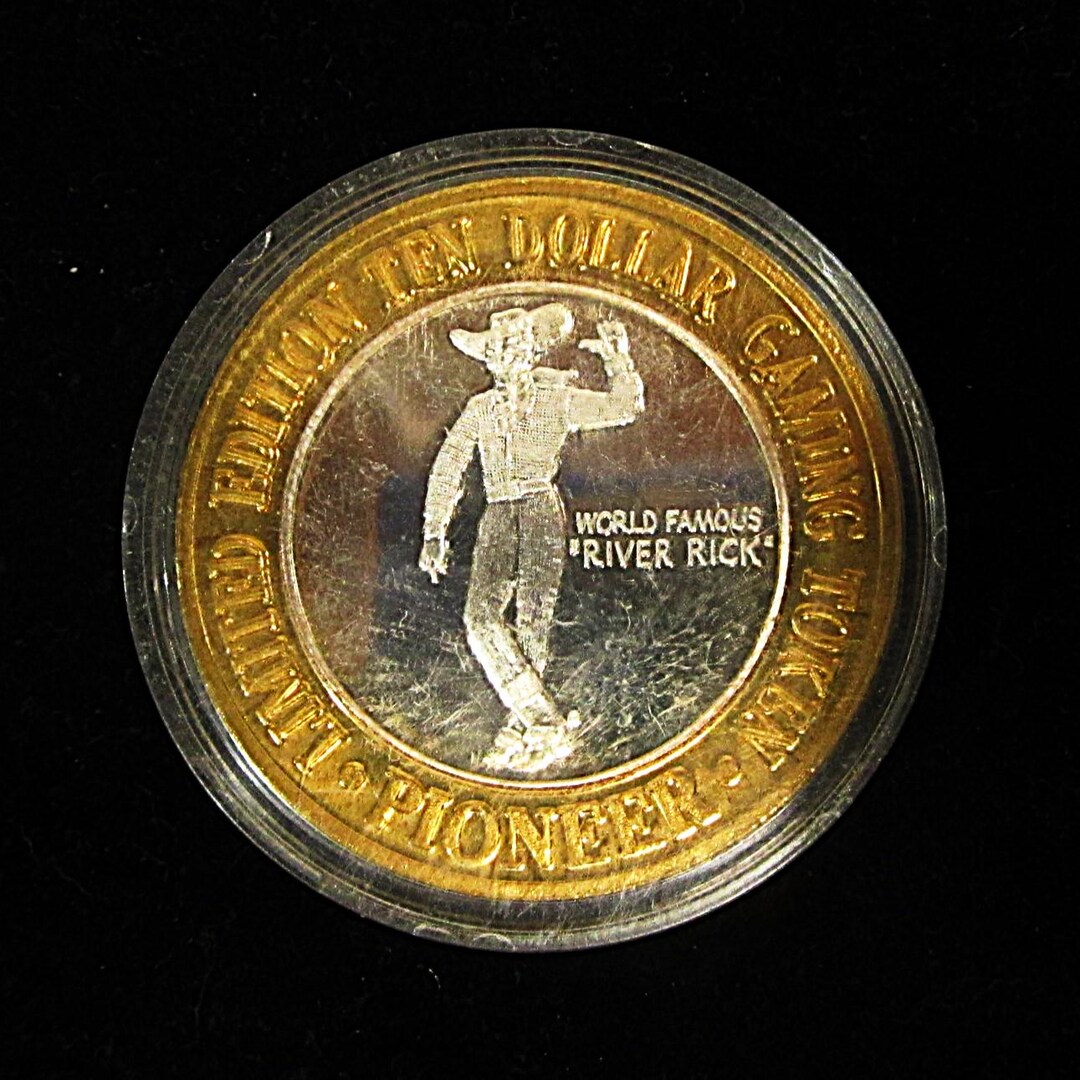 LIMITED EDITION TEN DOLLAR GAMING TOKEN
WORLD FAMOUS
"RIVER RICK"
PIONEER